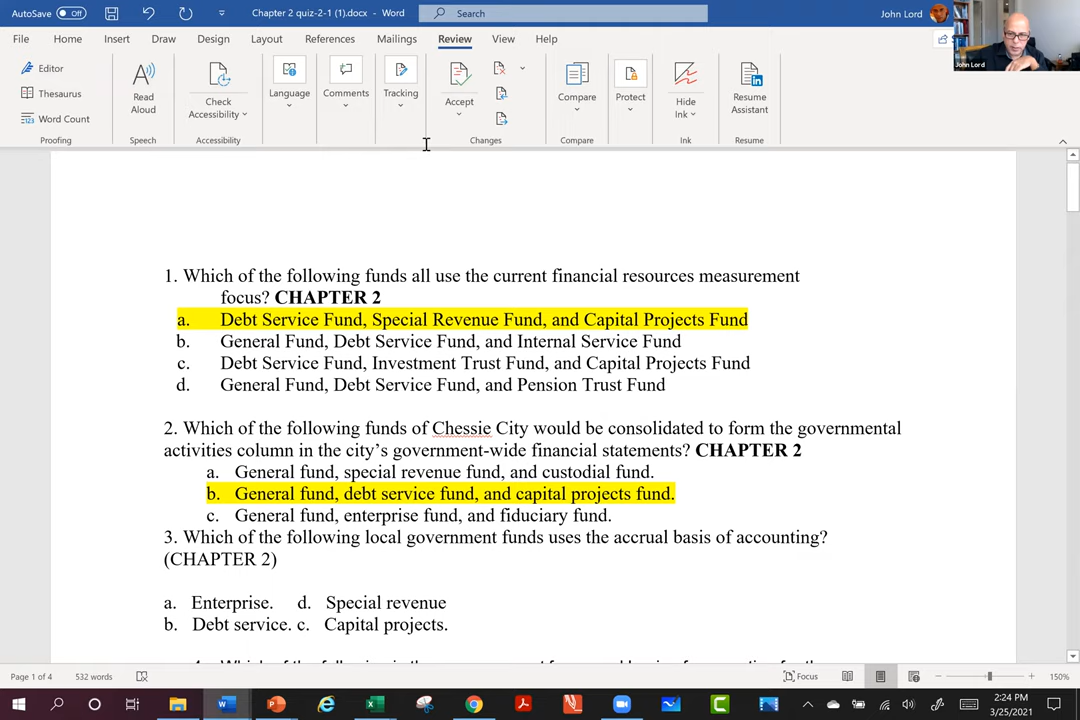 AutoSave Off Chapter 2 quiz-2-1 (1).docx - Word Search John Lord
File Home Insert Draw Design Layout References Mailings Review View Help
John Lord
Editor
Thesaurus
Word Count
Proofing
Read Aloud
Speech
Check Accessibility
Accessibility
Language
Comments
Tracking
Accept
Changes
Compare
Compare
Protect
Hide Ink
Ink
Resume Assistant
Resume
1. Which of the following funds all use the current financial resources measurement
focus? CHAPTER 2
a. Debt Service Fund, Special Revenue Fund, and Capital Projects Fund
b. General Fund, Debt Service Fund, and Internal Service Fund
c. Debt Service Fund, Investment Trust Fund, and Capital Projects Fund
d. General Fund, Debt Service Fund, and Pension Trust Fund
2. Which of the following funds of Chessie City would be consolidated to form the governmental
activities column in the city’s government-wide financial statements? CHAPTER 2
a. General fund, special revenue fund, and custodial fund.
b. General fund, debt service fund, and capital projects fund.
c. General fund, enterprise fund, and fiduciary fund.
3. Which of the following local government funds uses the accrual basis of accounting?
(CHAPTER 2)
a. Enterprise. d. Special revenue
b. Debt service. c. Capital projects.
Page 1 of 4 532 words Focus 150%
2:24 PM
3/25/2021